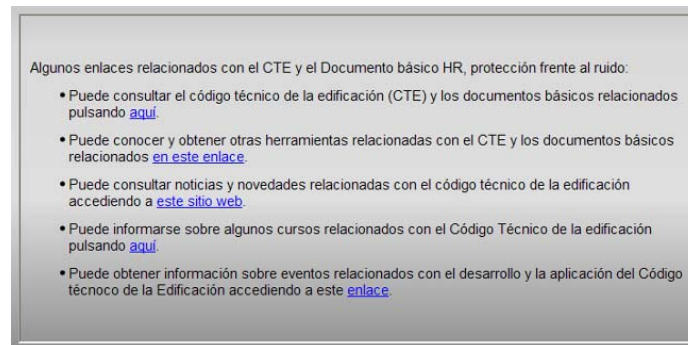 Algunos enlaces relacionados con el CTE y el Documento básico HR, protección frente al ruido:
• Puede consultar el código técnico de la edificación (CTE) y los documentos básicos relacionados
pulsando aquí.
• Puede conocer y obtener otras herramientas relacionadas con el CTE y los documentos básicos
relacionados en este enlace.
• Puede consultar noticias y novedades relacionadas con el código técnico de la edificación
accediendo a este sitio web.
• Puede informarse sobre algunos cursos relacionados con el Código Técnico de la edificación
pulsando aquí.
• Puede obtener información sobre eventos relacionados con el desarrollo y la aplicación del Código
técnoco de la Edificación accediendo a este enlace.